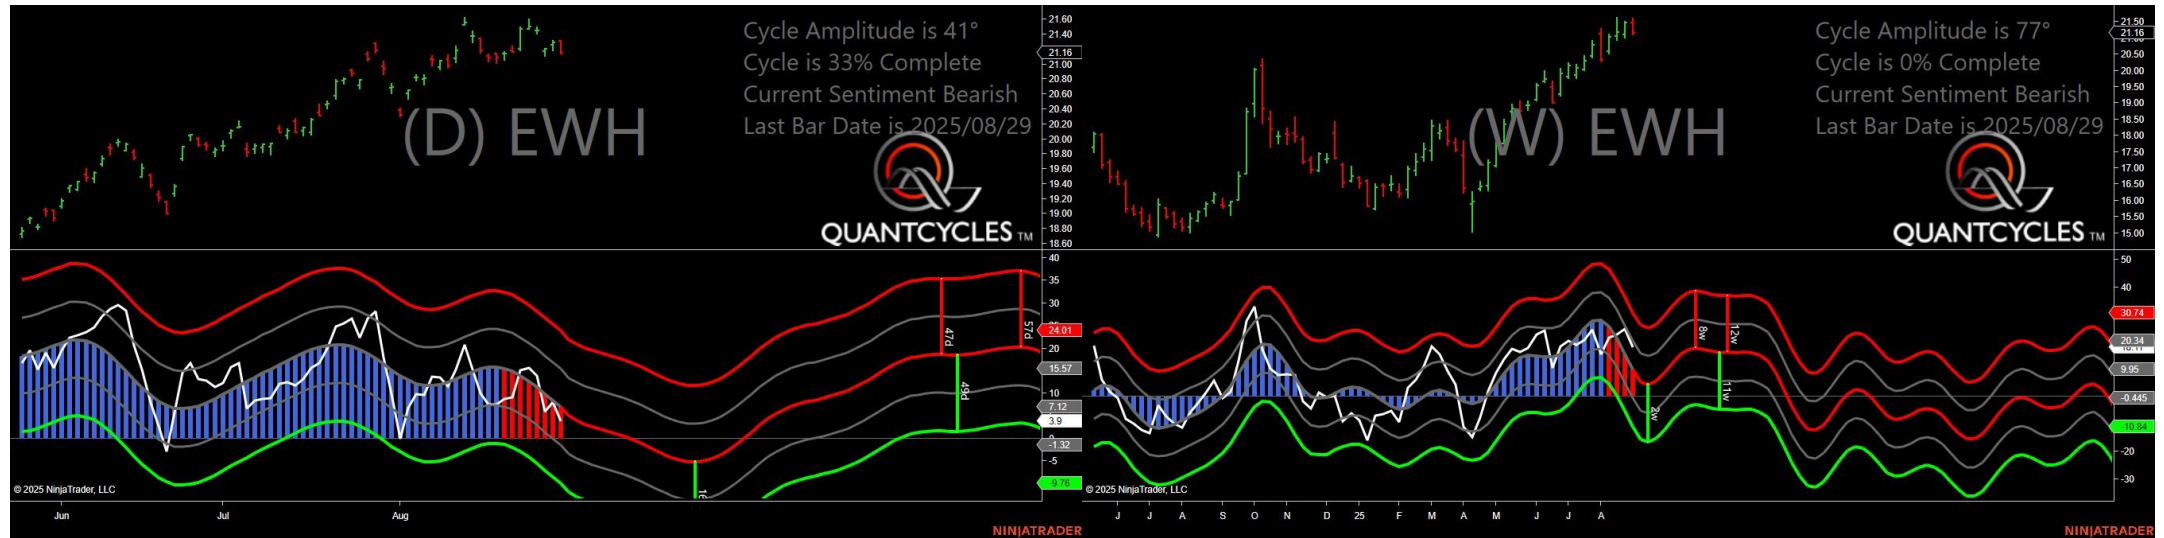 Cycle Amplitude is 41°
Cycle is 33% Complete
Current Sentiment Bearish
Last Bar Date is 2025/08/29
(D) EWH
QUANTCYCLES TM
21.60
21.40
21.16
21.00
20.80
20.60
20.40
20.20
20.00
19.80
19.60
19.40
19.20
19.00
18.80
18.60
40
35
30
24.01
20
15.57
10
7.12
3.9
-1.32
-5
-9.76
47d
57d
49d
© 2025 NinjaTrader, LLC
Jun Jul Aug
NINJATRADER
Cycle Amplitude is 77°
Cycle is 0% Complete
Current Sentiment Bearish
Last Bar Date is 2025/08/29
(W) EWH
QUANTCYCLES TM
21.50
21.16
20.50
20.00
19.50
19.00
18.50
18.00
17.50
17.00
16.50
16.00
15.50
15.00
50
40
30.74
20.34
9.95
-0.445
-10.84
-20
-30
8w
12w
11w
2w
© 2025 NinjaTrader, LLC
J J A S O N D 25 F M A M J J A
NINJATRADER